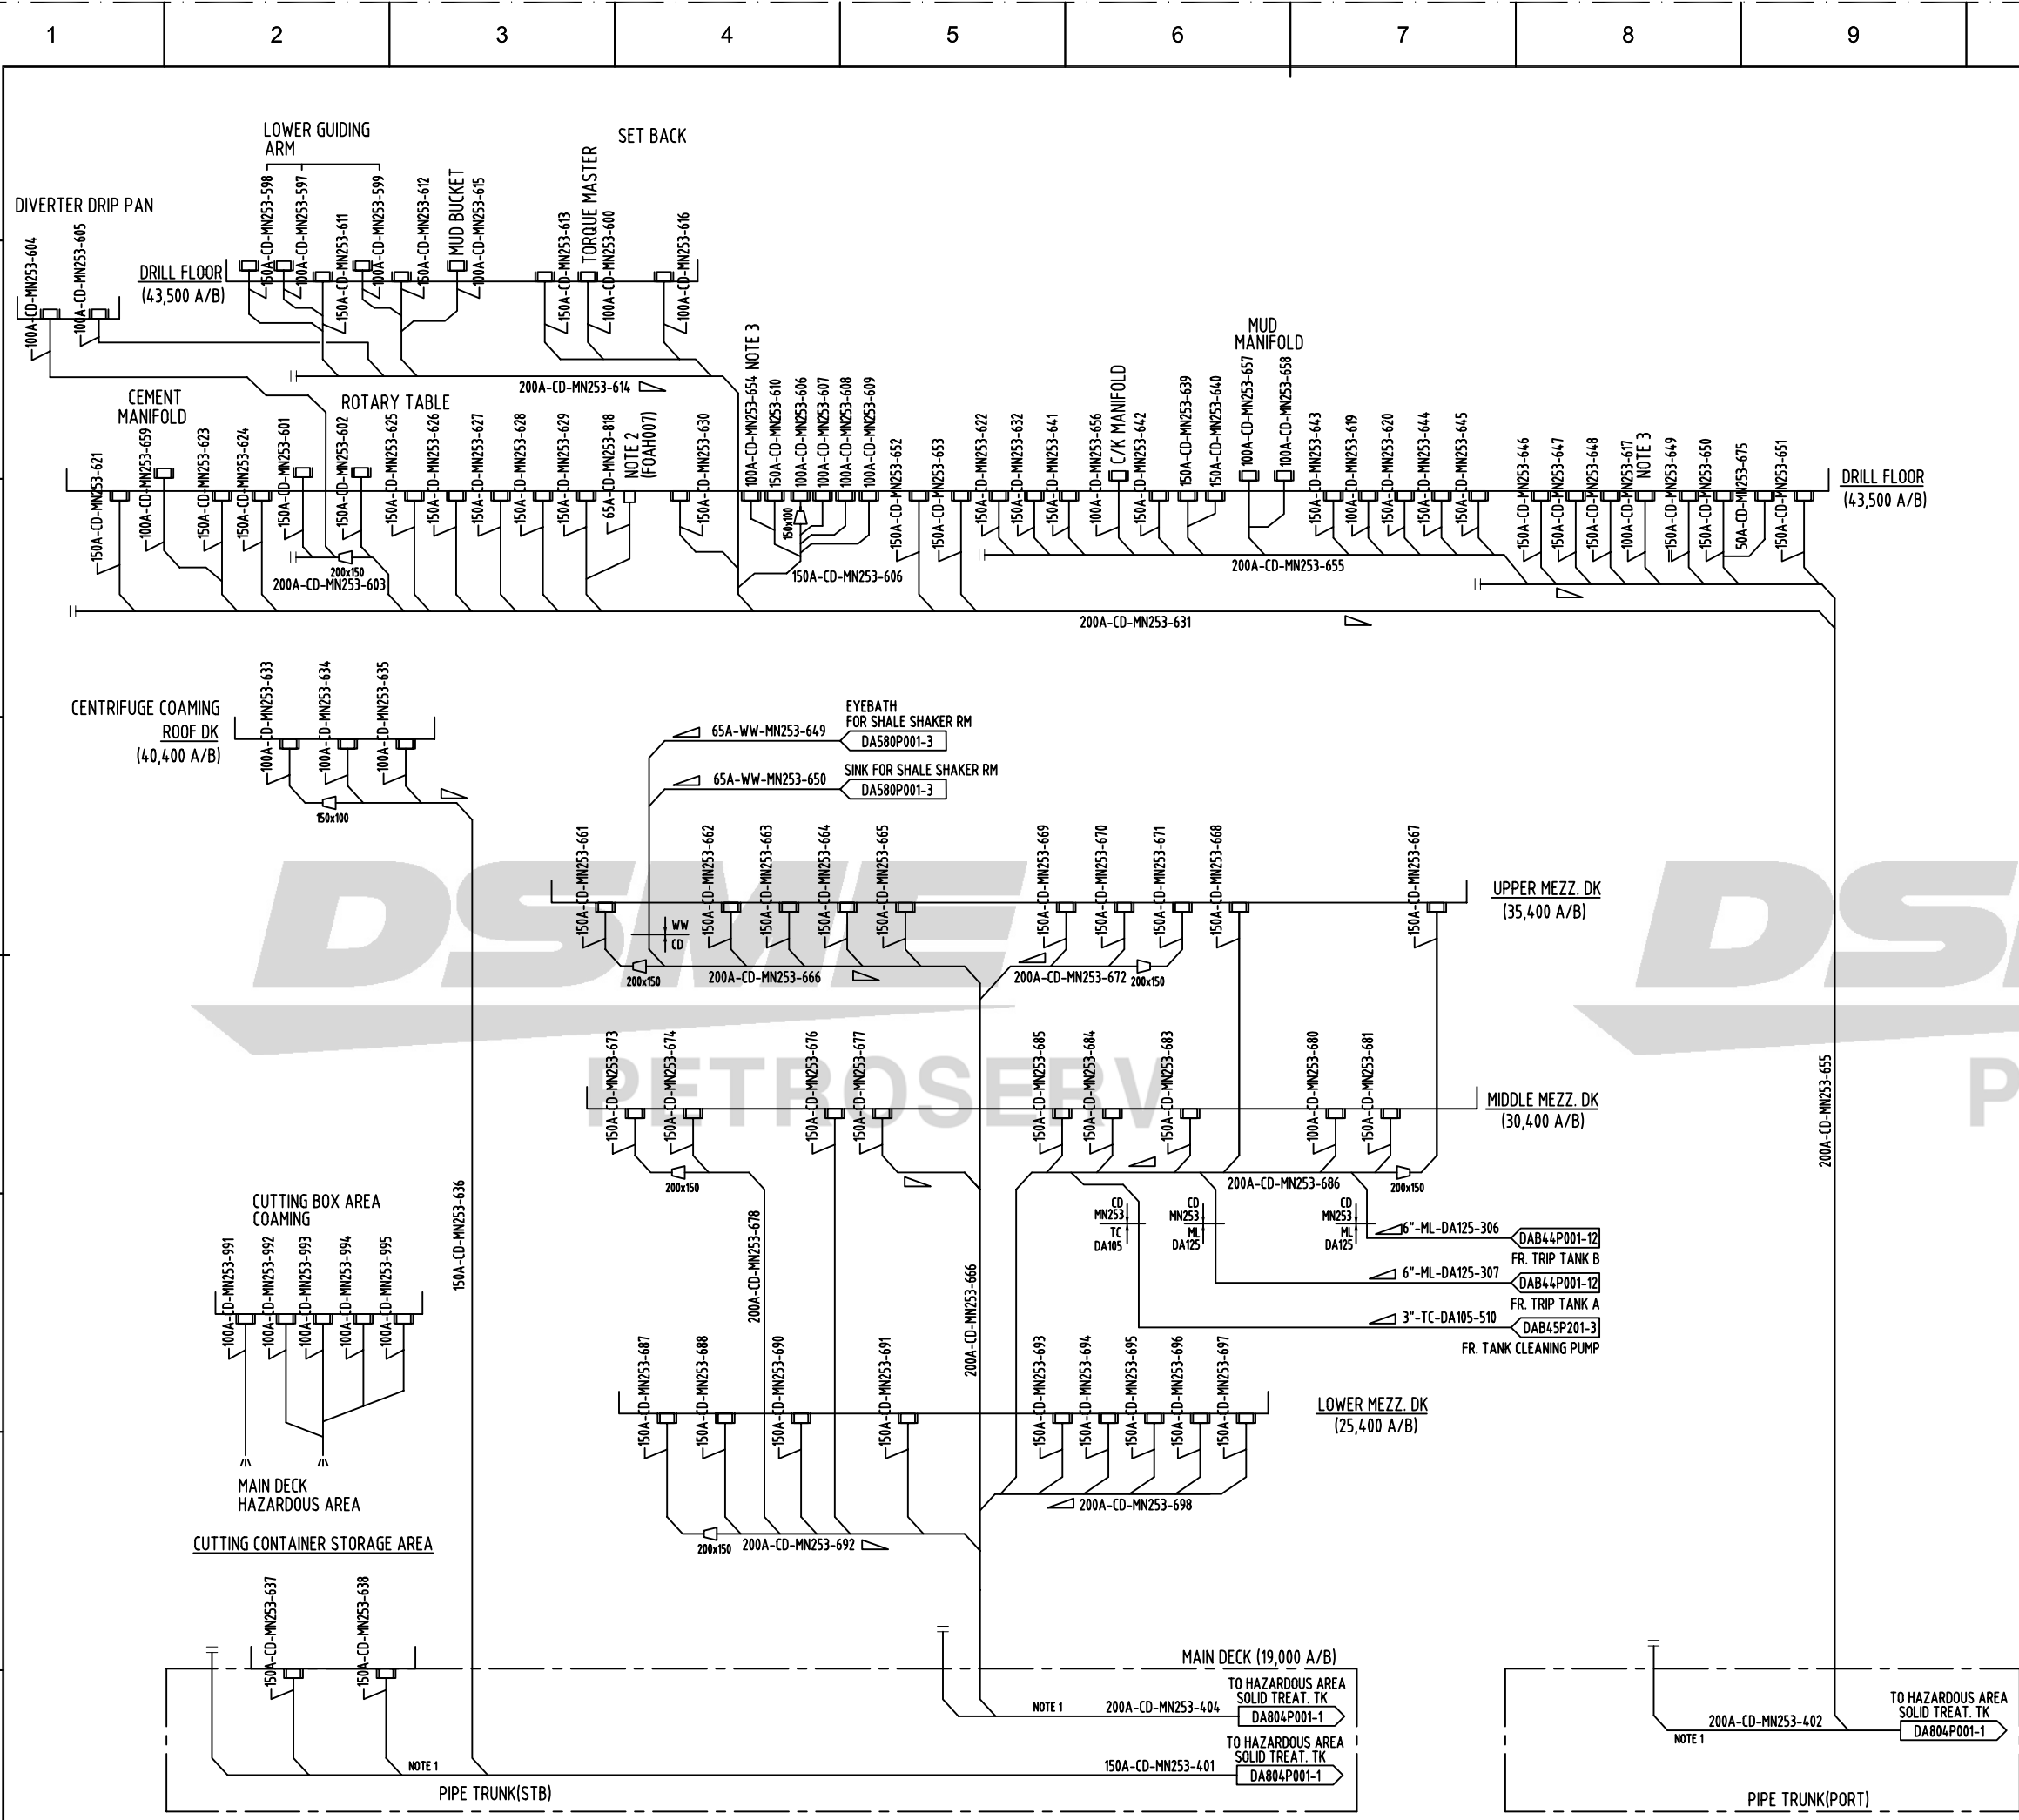 1 2 3 4 5 6 7 8 9
LOWER GUIDING
ARM
SET BACK
DIVERTER DRIP PAN
100A-CD-MN253-604
100A-CD-MN253-605
DRILL FLOOR
(43,500 A/B)
150A-CD-MN253-598
100A-CD-MN253-597
150A-CD-MN253-611
100A-CD-MN253-599
150A-CD-MN253-612
MUD BUCKET
100A-CD-MN253-615
150A-CD-MN253-613
TORQUE MASTER
100A-CD-MN253-600
100A-CD-MN253-616
200A-CD-MN253-614
CEMENT
MANIFOLD
ROTARY TABLE
C/K MANIFOLD
MUD
MANIFOLD
150A-CD-MN253-621
100A-CD-MN253-659
150A-CD-MN253-623
150A-CD-MN253-624
150A-CD-MN253-601
150A-CD-MN253-602
150A-CD-MN253-625
150A-CD-MN253-626
150A-CD-MN253-627
150A-CD-MN253-628
150A-CD-MN253-629
65A-CD-MN253-818
NOTE 2
(FOAH007)
150A-CD-MN253-630
100A-CD-MN253-654 NOTE 3
150A-CD-MN253-610
100A-CD-MN253-606
100A-CD-MN253-607
100A-CD-MN253-608
100A-CD-MN253-609
150A-CD-MN253-652
150A-CD-MN253-653
150A-CD-MN253-622
150A-CD-MN253-632
150A-CD-MN253-641
100A-CD-MN253-656
150A-CD-MN253-642
150A-CD-MN253-639
150A-CD-MN253-640
100A-CD-MN253-657
100A-CD-MN253-658
150A-CD-MN253-643
100A-CD-MN253-619
150A-CD-MN253-620
150A-CD-MN253-644
150A-CD-MN253-645
150A-CD-MN253-646
150A-CD-MN253-647
150A-CD-MN253-648
100A-CD-MN253-617
NOTE 3
150A-CD-MN253-649
150A-CD-MN253-650
50A-CD-MN253-675
150A-CD-MN253-651
DRILL FLOOR
(43,500 A/B)
200x150
200A-CD-MN253-603
150x100
150A-CD-MN253-606
200A-CD-MN253-655
200A-CD-MN253-631
CENTRIFUGE COAMING
ROOF DK
(40,400 A/B)
100A-CD-MN253-633
100A-CD-MN253-634
100A-CD-MN253-635
150x100
65A-WW-MN253-649
EYEBATH
FOR SHALE SHAKER RM
DA580P001-3
65A-WW-MN253-650
SINK FOR SHALE SHAKER RM
DA580P001-3
150A-CD-MN253-661
150A-CD-MN253-662
150A-CD-MN253-663
150A-CD-MN253-664
150A-CD-MN253-665
150A-CD-MN253-669
150A-CD-MN253-670
150A-CD-MN253-671
150A-CD-MN253-668
150A-CD-MN253-667
UPPER MEZZ. DK
(35,400 A/B)
WW
CD
200x150
200A-CD-MN253-666
200A-CD-MN253-672
200x150
DSME
PETROSERV
DS
P
150A-CD-MN253-673
150A-CD-MN253-674
150A-CD-MN253-676
150A-CD-MN253-677
150A-CD-MN253-685
150A-CD-MN253-684
150A-CD-MN253-683
100A-CD-MN253-680
150A-CD-MN253-681
MIDDLE MEZZ. DK
(30,400 A/B)
200x150
200A-CD-MN253-686
200x150
150A-CD-MN253-636
200A-CD-MN253-678
200A-CD-MN253-666
200A-CD-MN253-655
CD
MN253
TC
DA105
CD
MN253
ML
DA125
CD
MN253
ML
DA125
6"-ML-DA125-306
DAB44P001-12
FR. TRIP TANK B
6"-ML-DA125-307
DAB44P001-12
FR. TRIP TANK A
3"-TC-DA105-510
DAB45P201-3
FR. TANK CLEANING PUMP
CUTTING BOX AREA
COAMING
100A-CD-MN253-991
100A-CD-MN253-992
100A-CD-MN253-993
100A-CD-MN253-994
100A-CD-MN253-995
MAIN DECK
HAZARDOUS AREA
150A-CD-MN253-687
150A-CD-MN253-688
150A-CD-MN253-690
150A-CD-MN253-691
150A-CD-MN253-693
150A-CD-MN253-694
150A-CD-MN253-695
150A-CD-MN253-696
150A-CD-MN253-697
LOWER MEZZ. DK
(25,400 A/B)
200A-CD-MN253-698
200x150
200A-CD-MN253-692
CUTTING CONTAINER STORAGE AREA
150A-CD-MN253-637
150A-CD-MN253-638
MAIN DECK (19,000 A/B)
NOTE 1
200A-CD-MN253-404
TO HAZARDOUS AREA
SOLID TREAT. TK
DA804P001-1
NOTE 1
150A-CD-MN253-401
TO HAZARDOUS AREA
SOLID TREAT. TK
DA804P001-1
PIPE TRUNK(STB)
NOTE 1
200A-CD-MN253-402
TO HAZARDOUS AREA
SOLID TREAT. TK
DA804P001-1
PIPE TRUNK(PORT)